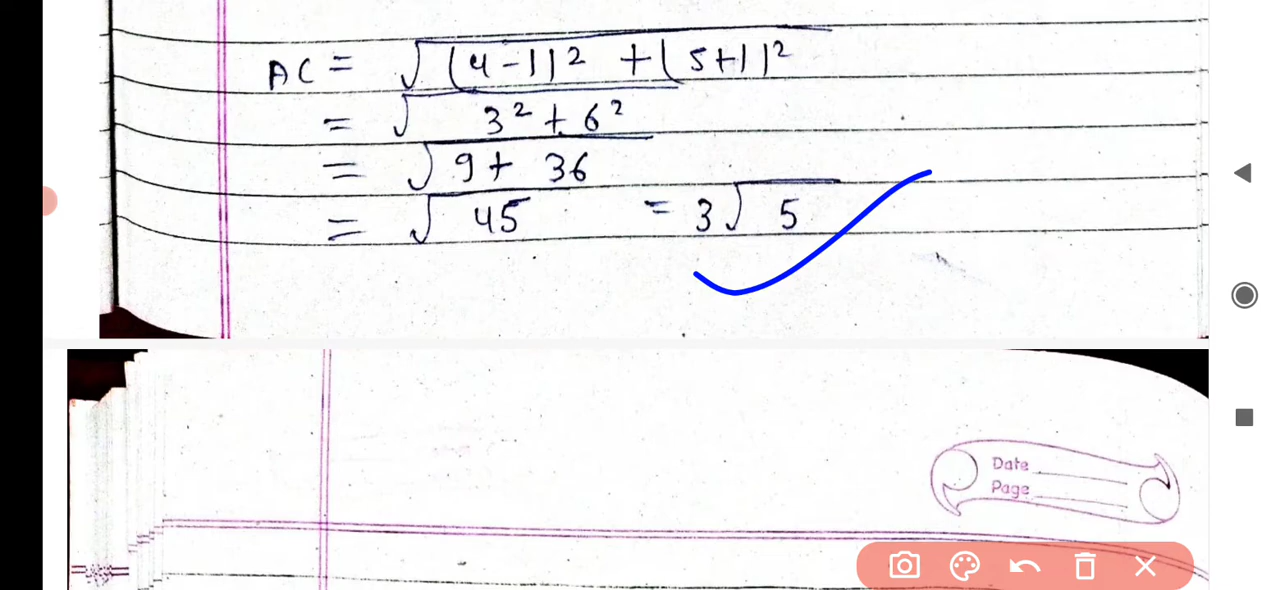 AC = √(4-1)² + (5+1)²
= √3² + 6²
= √9 + 36
= √45 = 3√5
Date
Page